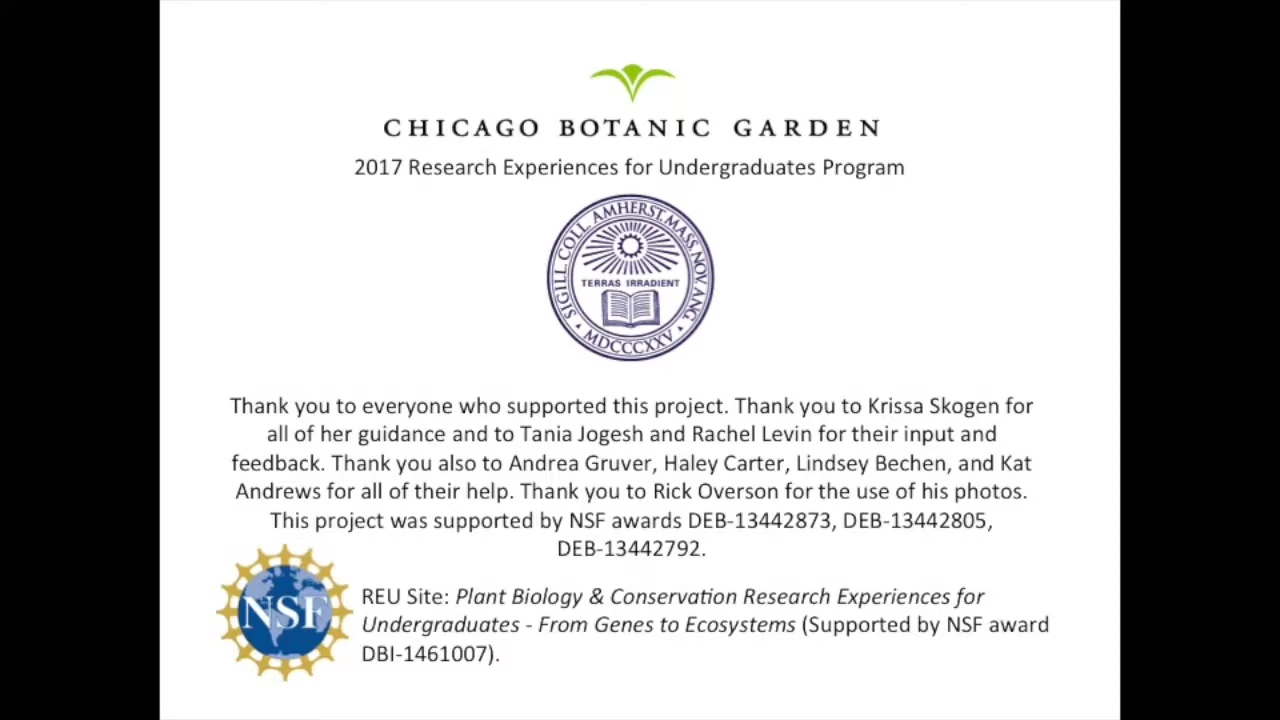 CHICAGO BOTANIC GARDEN
2017 Research Experiences for Undergraduates Program
SIGILL. COLL. AMHERST. MASS. NOV. ANG.
TERRAS IRRADIENT
MDCCCXXV
Thank you to everyone who supported this project. Thank you to Krissa Skogen for
all of her guidance and to Tania Jogesh and Rachel Levin for their input and
feedback. Thank you also to Andrea Gruver, Haley Carter, Lindsey Bechen, and Kat
Andrews for all of their help. Thank you to Rick Overson for the use of his photos.
This project was supported by NSF awards DEB-13442873, DEB-13442805,
DEB-13442792.
NSF
REU Site: Plant Biology & Conservation Research Experiences for
Undergraduates - From Genes to Ecosystems (Supported by NSF award
DBI-1461007).